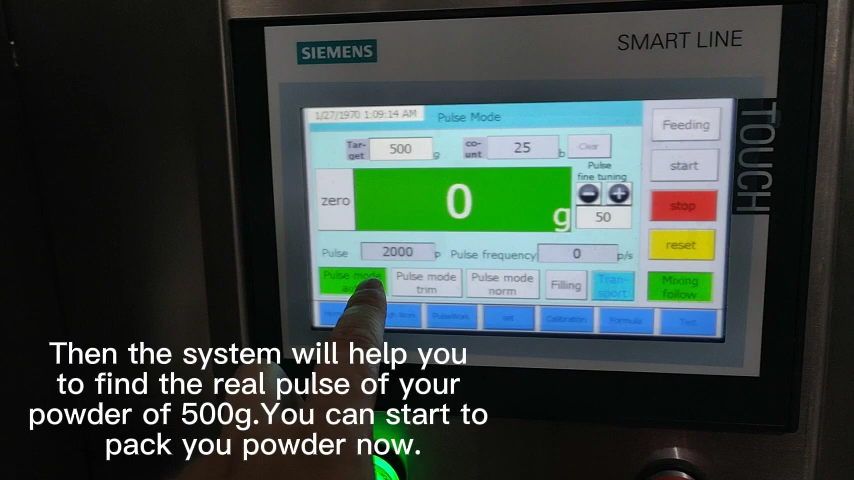 SIEMENS
SMART LINE
TOUCH
1/27/1970 1:09:14 AM
Pulse Mode
Tar-
get
500
g
co-
unt
25
b
Clear
Pulse
fine tuning
50
zero
0
g
Pulse
2000
p
Pulse frequency
0
p/s
Pulse mode
Pulse mode
trim
Pulse mode
norm
Filling
Tran-
sport
Mixing
follow
Feeding
start
stop
reset
Calibration
Formula
Then the system will help you
to find the real pulse of your
powder of 500g.You can start to
pack you powder now.